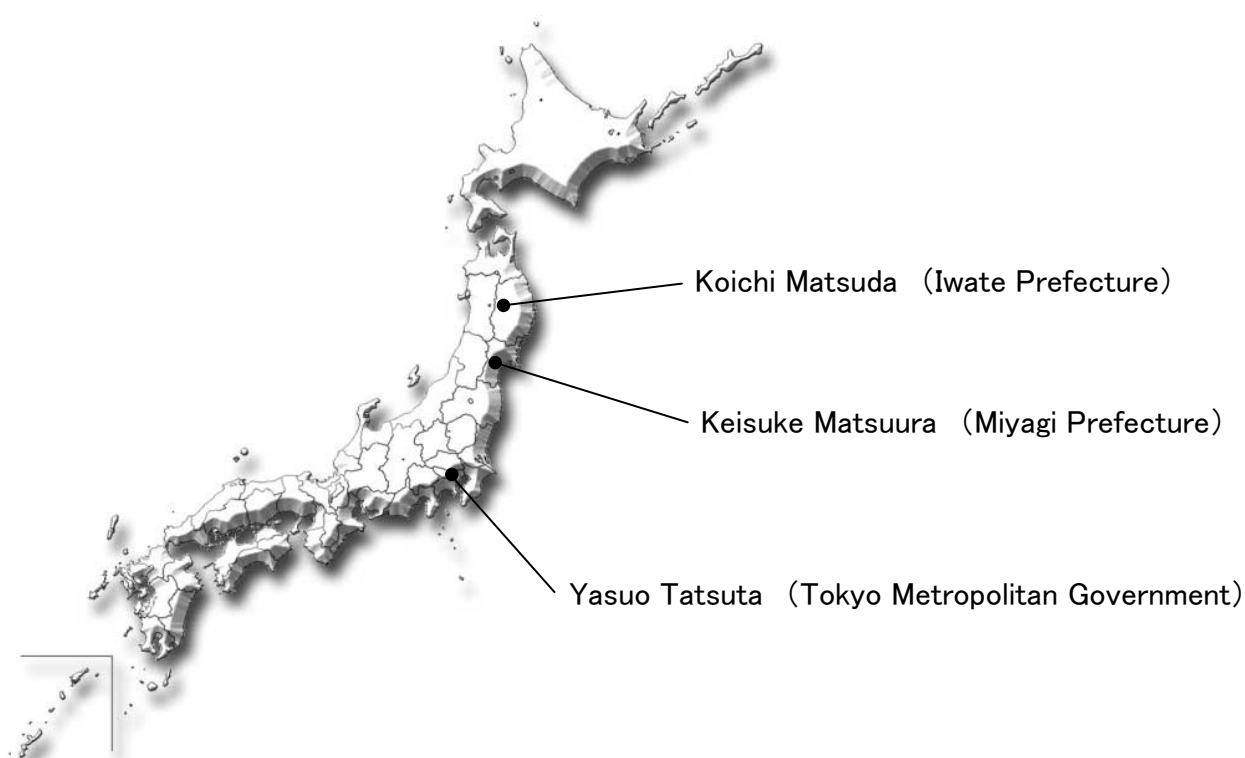 Koichi Matsuda （Iwate Prefecture）
Keisuke Matsuura （Miyagi Prefecture）
Yasuo Tatsuta （Tokyo Metropolitan Government）